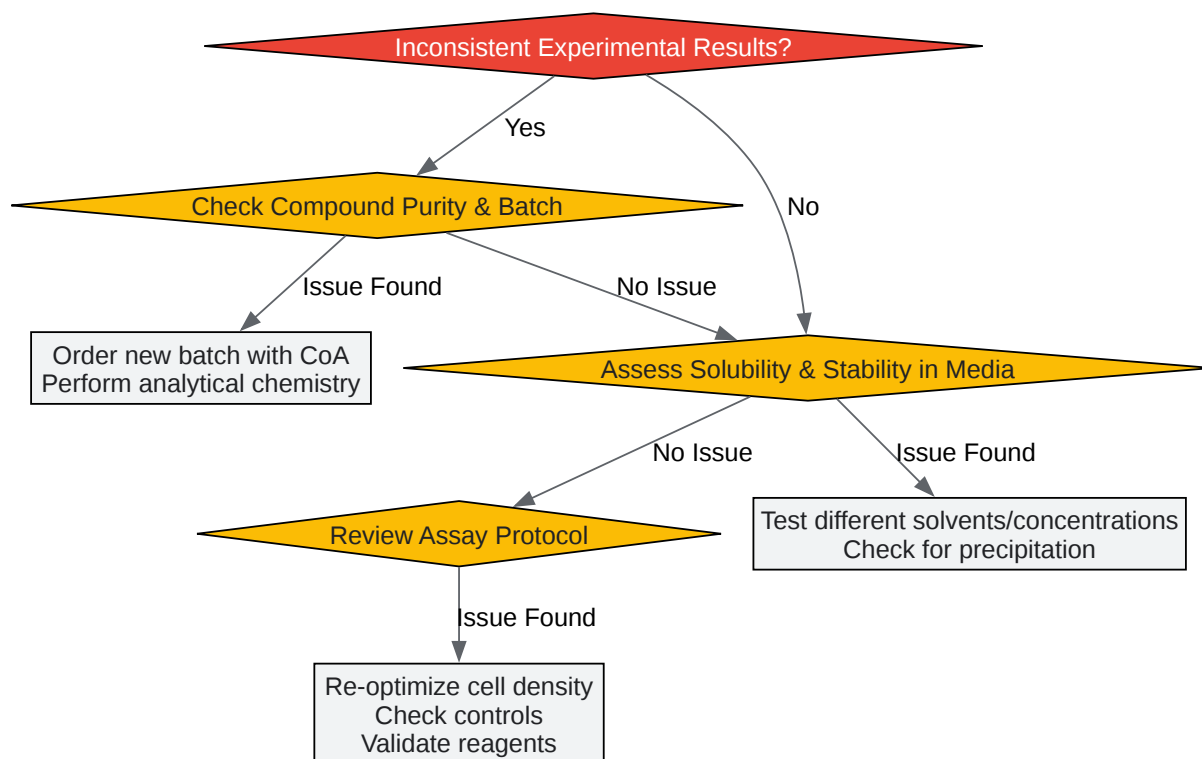 Inconsistent Experimental Results?
Yes
Check Compound Purity & Batch
No
Issue Found
No Issue
Order new batch with CoA
Perform analytical chemistry
Assess Solubility & Stability in Media
No Issue
Issue Found
Review Assay Protocol
Test different solvents/concentrations
Check for precipitation
Issue Found
Re-optimize cell density
Check controls
Validate reagents